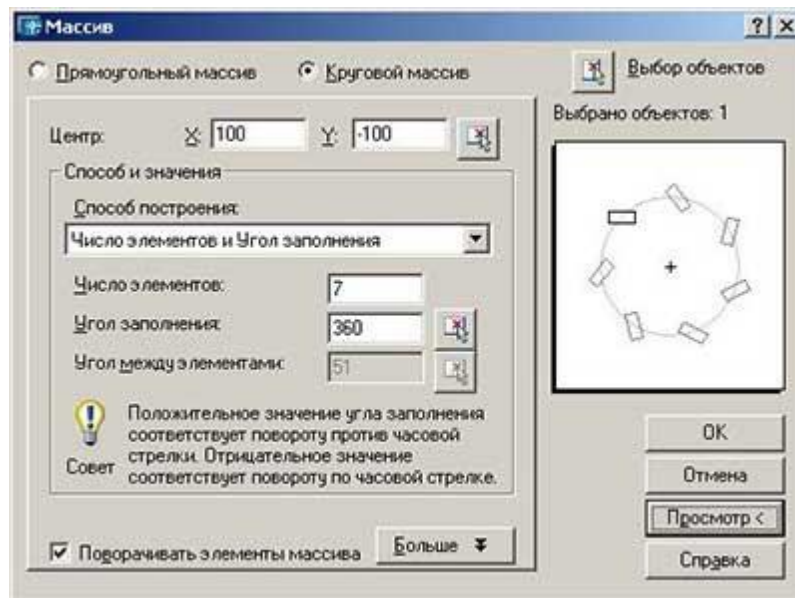 Массив
Прямоугольный массив Круговой массив Выбор объектов
Выбрано объектов: 1
Центр: X: 100 Y: -100
Способ и значения
Способ построения:
Число элементов и Угол заполнения
Число элементов: 7
Угол заполнения: 360
Угол между элементами: 51
Положительное значение угла заполнения
соответствует повороту против часовой
стрелки. Отрицательное значение
соответствует повороту по часовой стрелке.
Совет
Поворачивать элементы массива Больше
OK
Отмена
Просмотр <
Справка